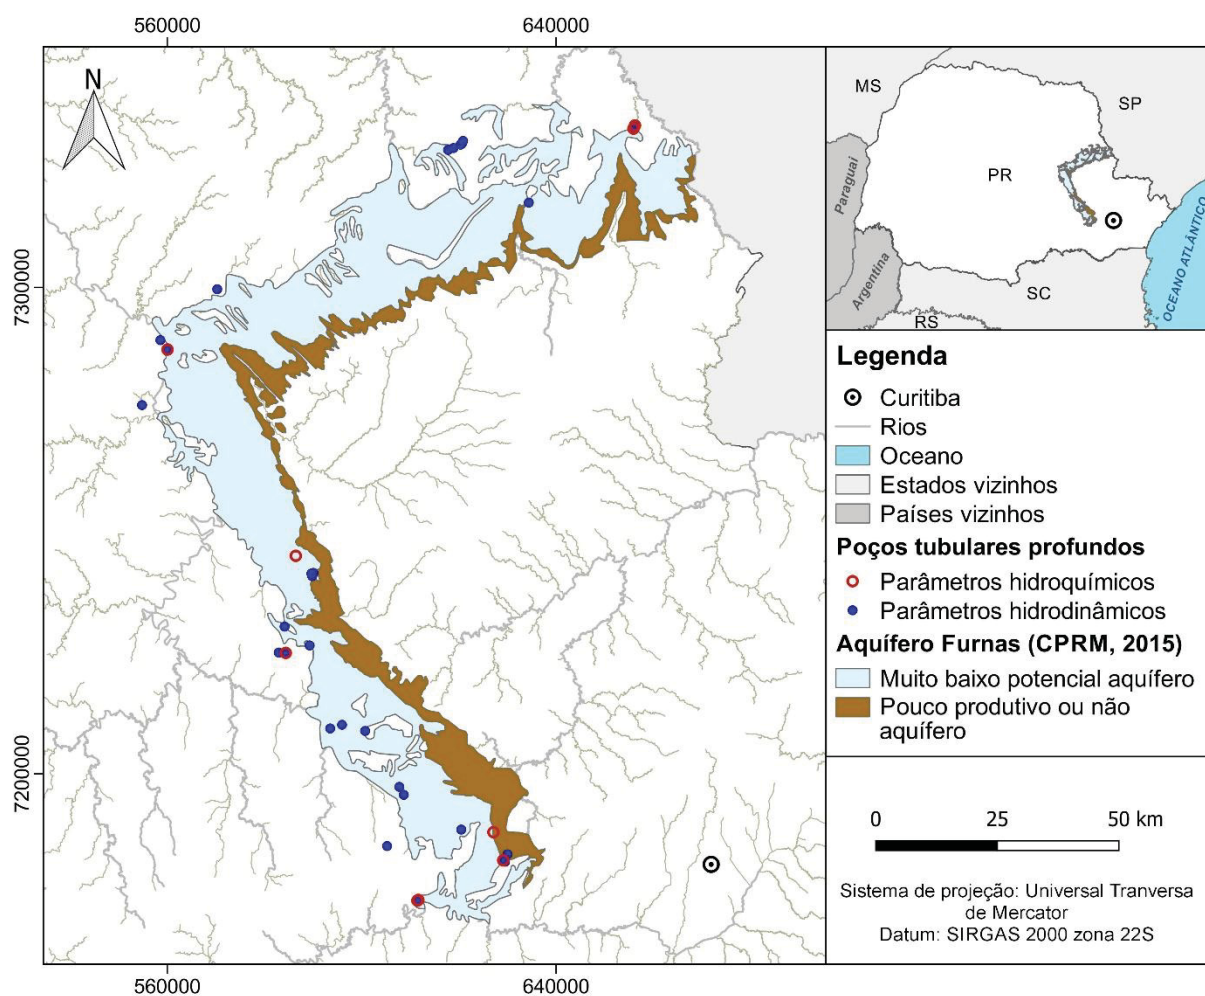 560000
640000
N
7300000
7200000
560000
640000
MS
SP
PR
Paraguai
Argentina
SC
RS
OCEANO ATLÂNTICO
Legenda
Curitiba
Rios
Oceano
Estados vizinhos
Países vizinhos
Poços tubulares profundos
Parâmetros hidroquímicos
Parâmetros hidrodinâmicos
Aquífero Furnas (CPRM, 2015)
Muito baixo potencial aquífero
Pouco produtivo ou não
aquífero
0 25 50 km
Sistema de projeção: Universal Tranversa
de Mercator
Datum: SIRGAS 2000 zona 22S